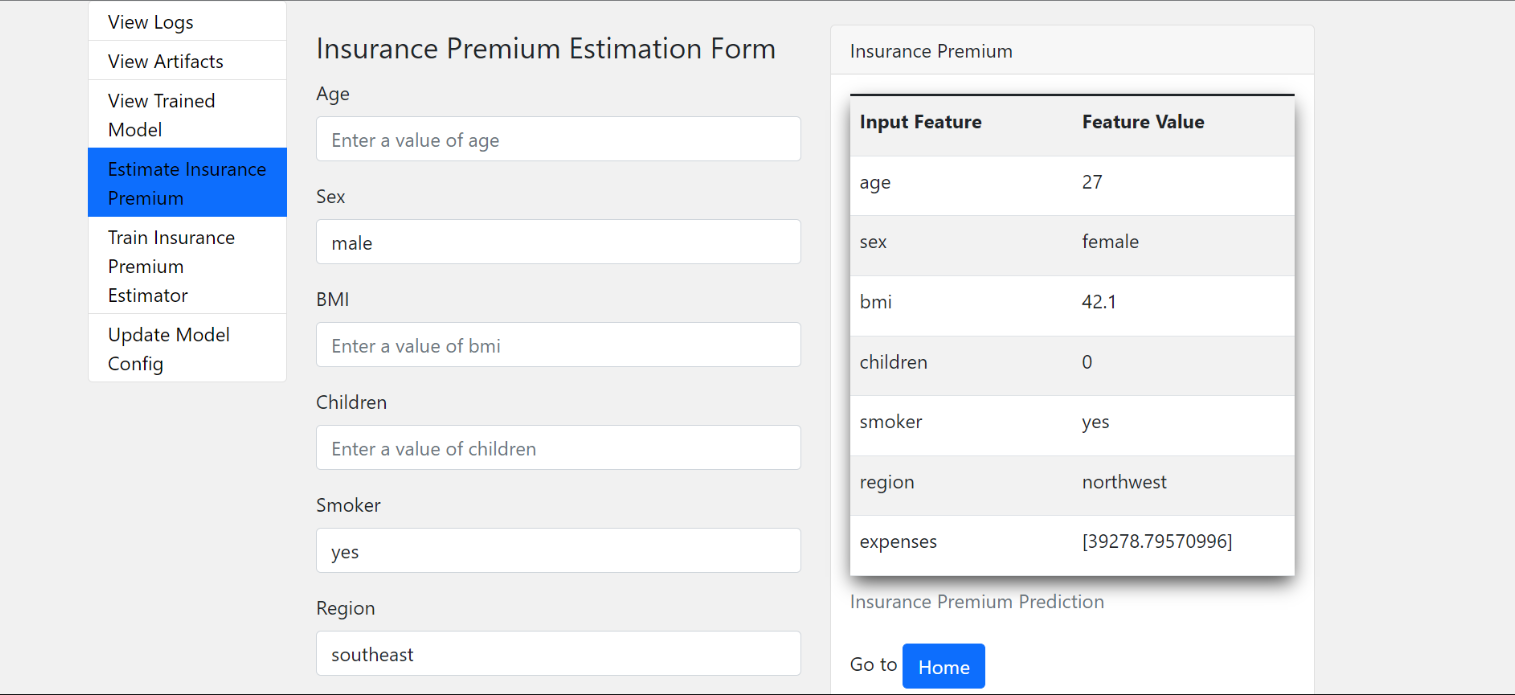 View Logs
View Artifacts
View Trained
Model
Estimate Insurance
Premium
Train Insurance
Premium
Estimator
Update Model
Config
Insurance Premium Estimation Form
Age
Enter a value of age
Sex
male
BMI
Enter a value of bmi
Children
Enter a value of children
Smoker
yes
Region
southeast
Insurance Premium
Input Feature Feature Value
age 27
sex female
bmi 42.1
children 0
smoker yes
region northwest
expenses [39278.79570996]
Insurance Premium Prediction
Go to Home